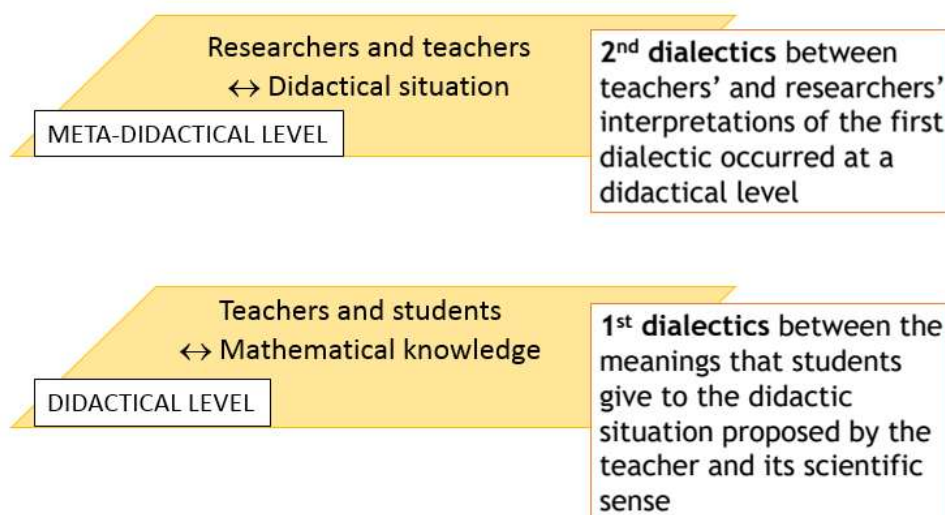 Researchers and teachers
↔ Didactical situation
META-DIDACTICAL LEVEL
2nd dialectics between
teachers’ and researchers’
interpretations of the first
dialectic occurred at a
didactical level
Teachers and students
↔ Mathematical knowledge
DIDACTICAL LEVEL
1st dialectics between the
meanings that students
give to the didactic
situation proposed by the
teacher and its scientific
sense